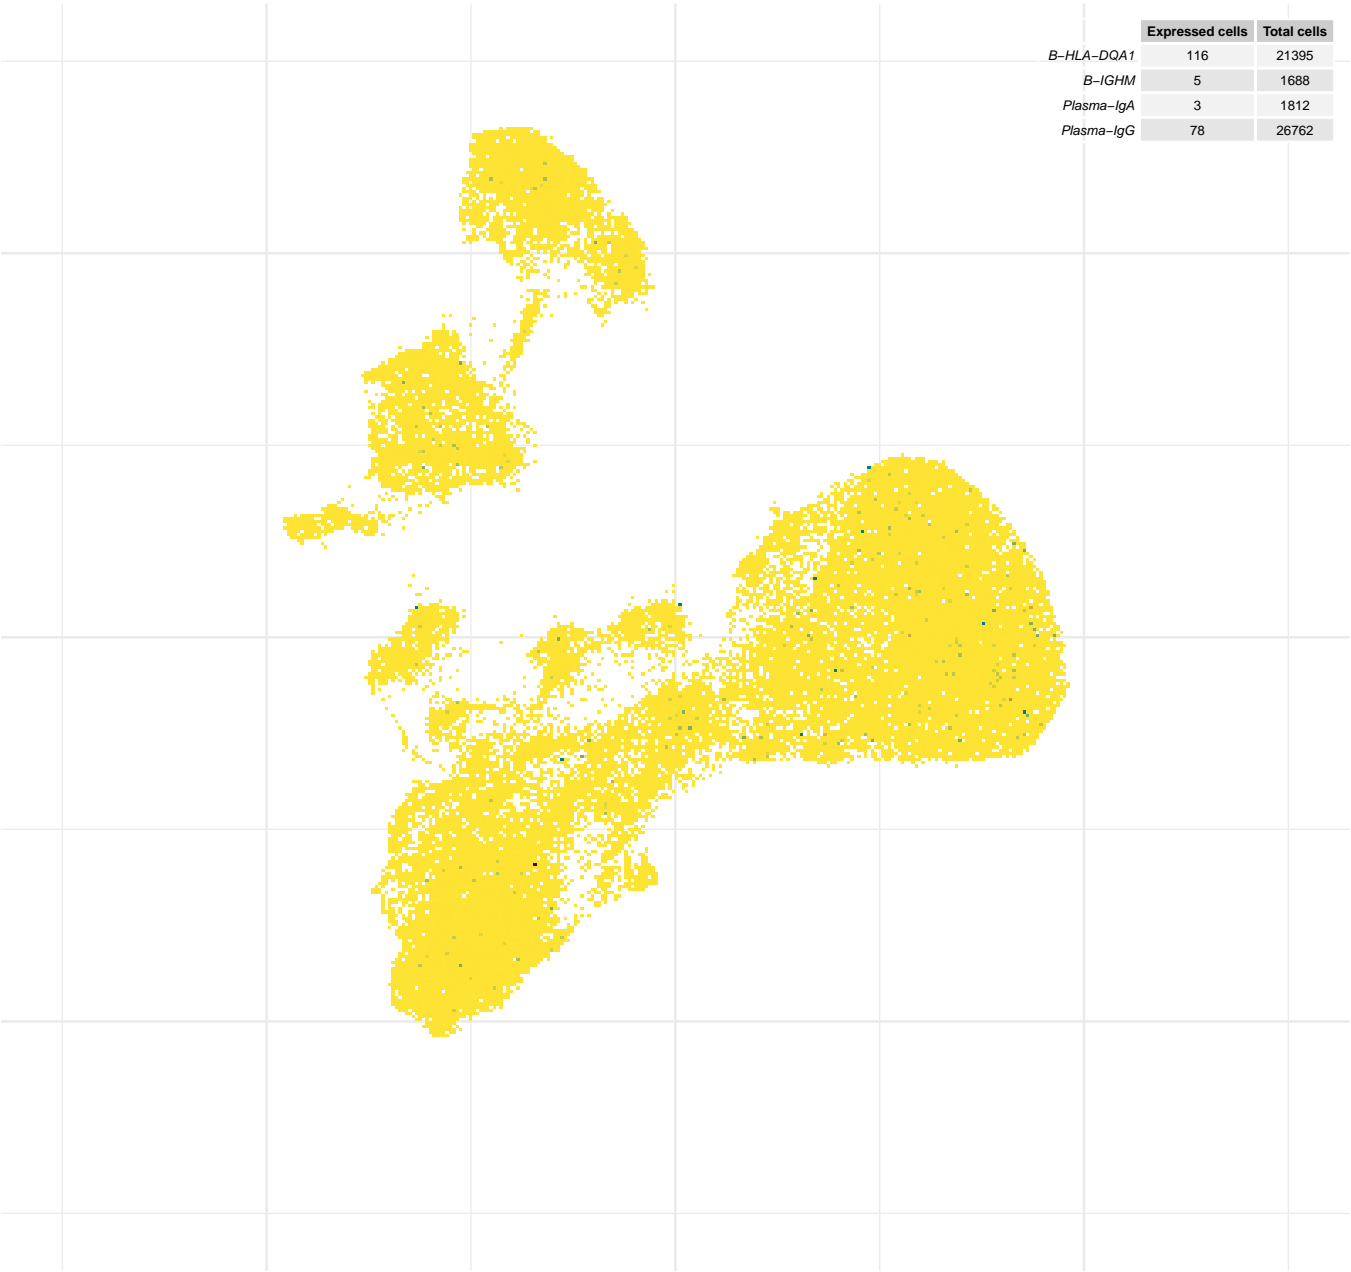 Expressed cells Total cells
B−HLA−DQA1 116 21395
B−IGHM 5 1688
Plasma−IgA 3 1812
Plasma−IgG 78 26762